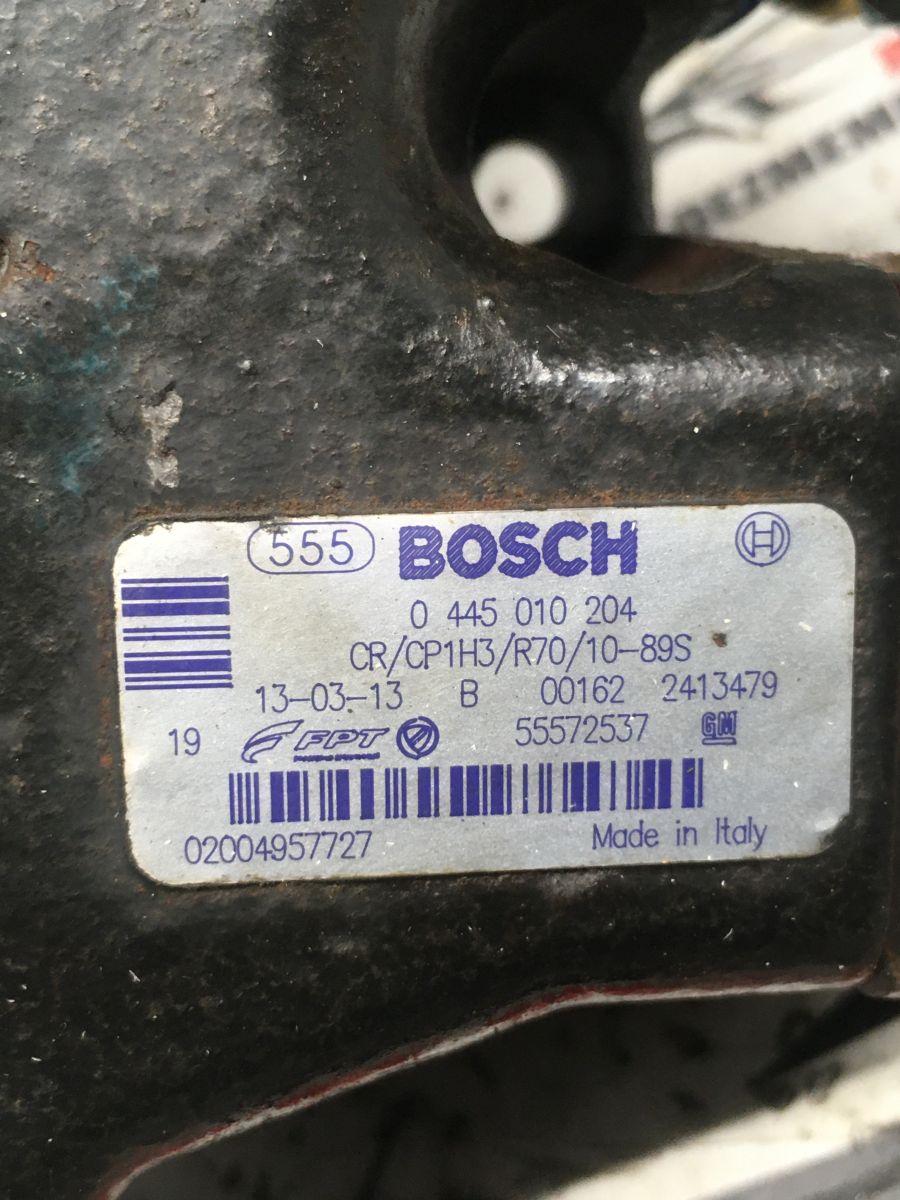 DEZMEM
555 BOSCH
0 445 010 204
CR/CP1H3/R70/10-89S
13-03-13 B 00162 2413479
19 FPT 55572537 GM
02004957727 Made in Italy